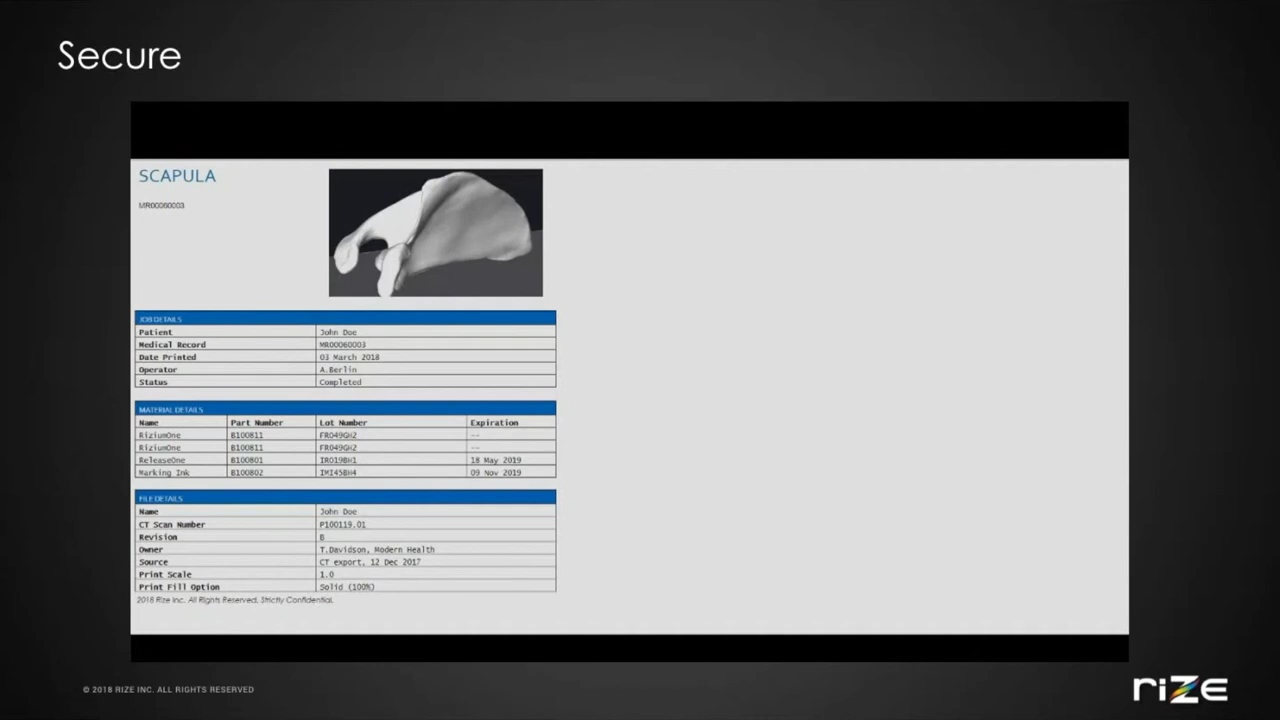 Secure
SCAPULA
MR00060003
JOB DETAILS
Patient John Doe
Medical Record MR00060003
Date Printed 03 March 2018
Operator A.Berlin
Status Completed
MATERIAL DETAILS
Name Part Number Lot Number Expiration
RiziumOne B100811 FR049GH2 --
RiziumOne B100811 FR049GH2 --
ReleaseOne B100801 IR019BH1 18 May 2019
Marking Ink B100802 IMI45BH4 09 Nov 2019
FILE DETAILS
Name John Doe
CT Scan Number P100119.01
Revision B
Owner T.Davidson, Modern Health
Source CT export, 12 Dec 2017
Print Scale 1.0
Print Fill Option Solid (100%)
2018 Rize Inc. All Rights Reserved. Strictly Confidential.
© 2018 RIZE INC. ALL RIGHTS RESERVED
riZE